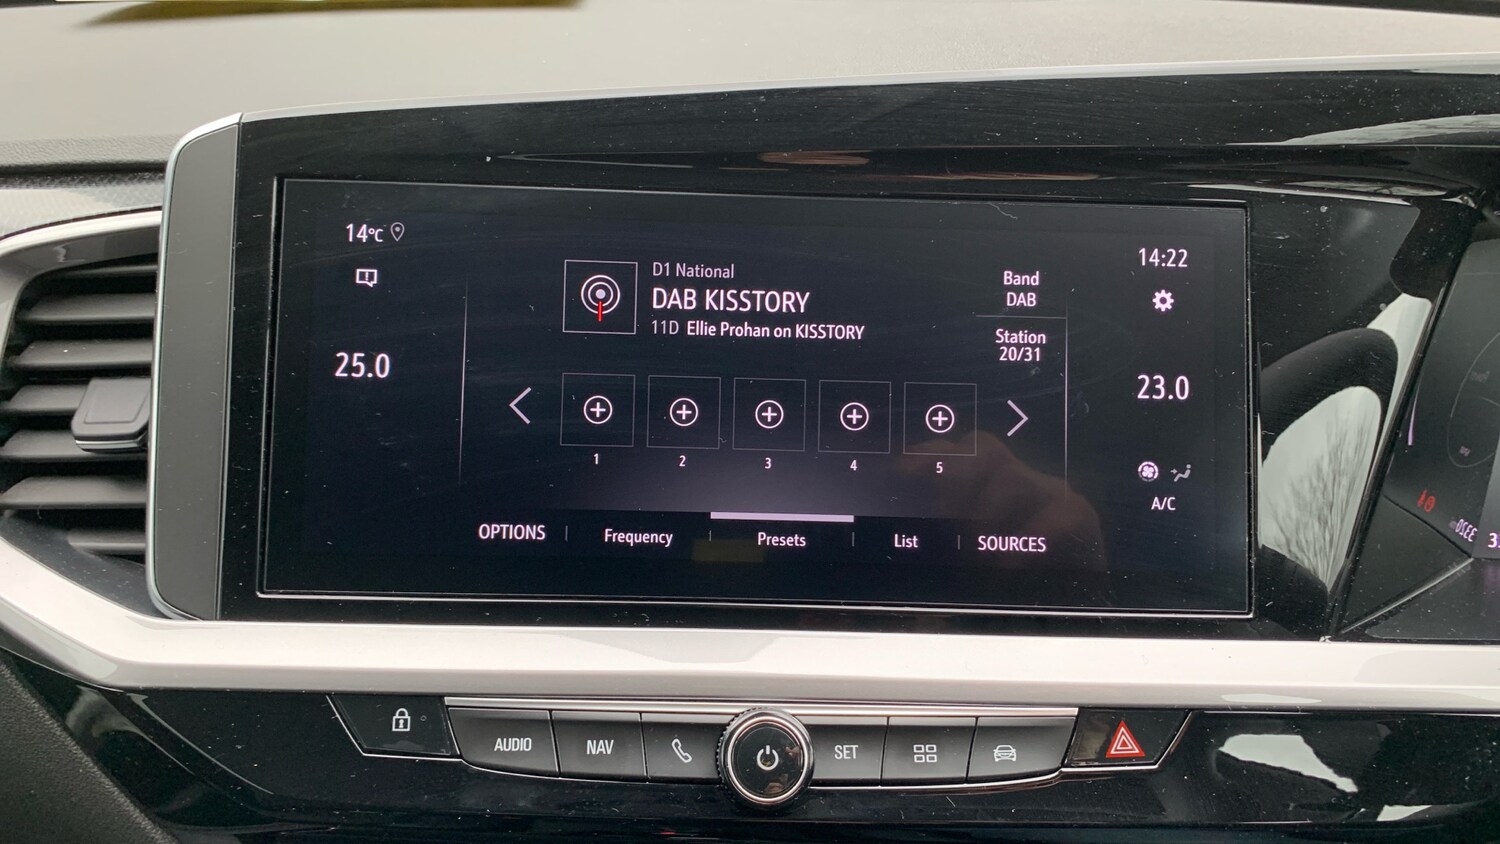 14°C
25.0
D1 National
DAB KISSTORY
11D Ellie Prohan on KISSTORY
Band
DAB
Station
20/31
14:22
23.0
A/C
1 2 3 4 5
OPTIONS Frequency Presets List SOURCES
AUDIO NAV SET